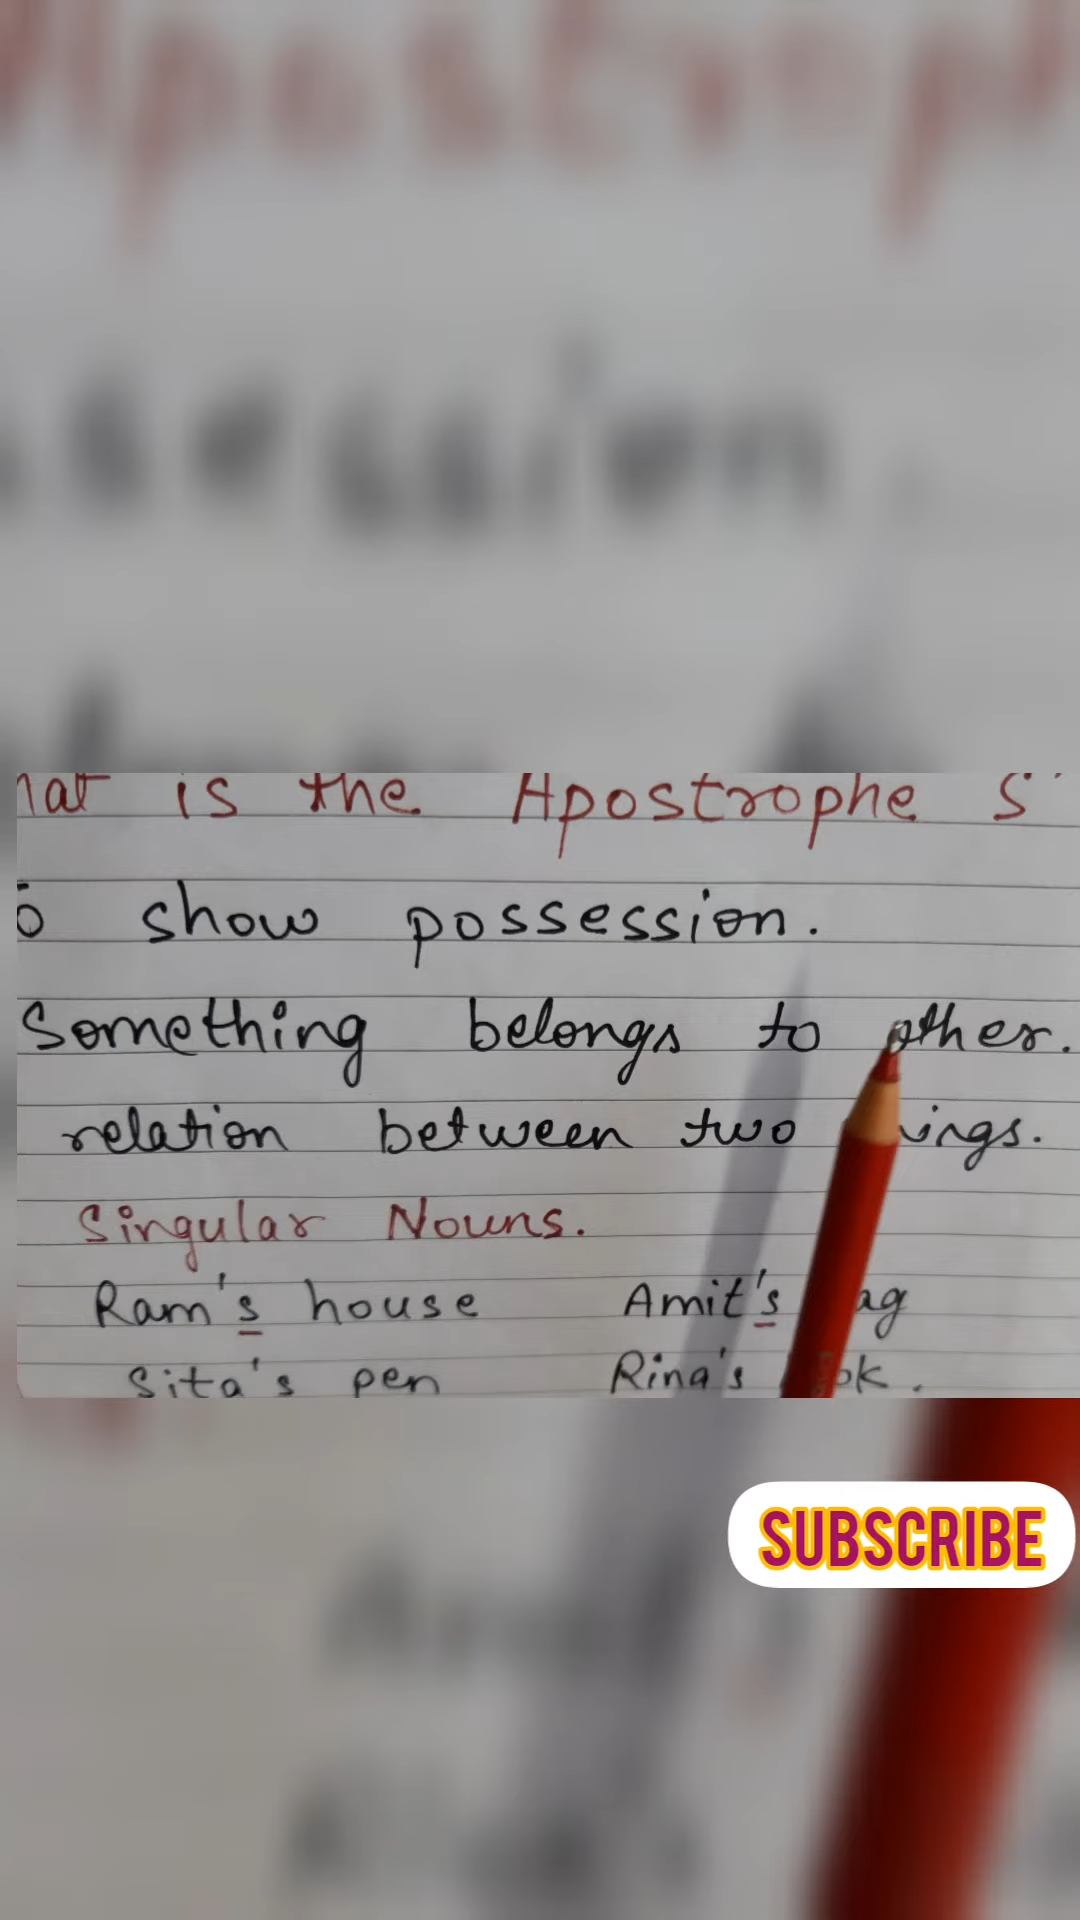 is the Apostrophe s'
show possession.
Something belongs to other.
relation between two
Singular Nouns.
Ram's house Amit's
Sita's pen Rina's
SUBSCRIBE